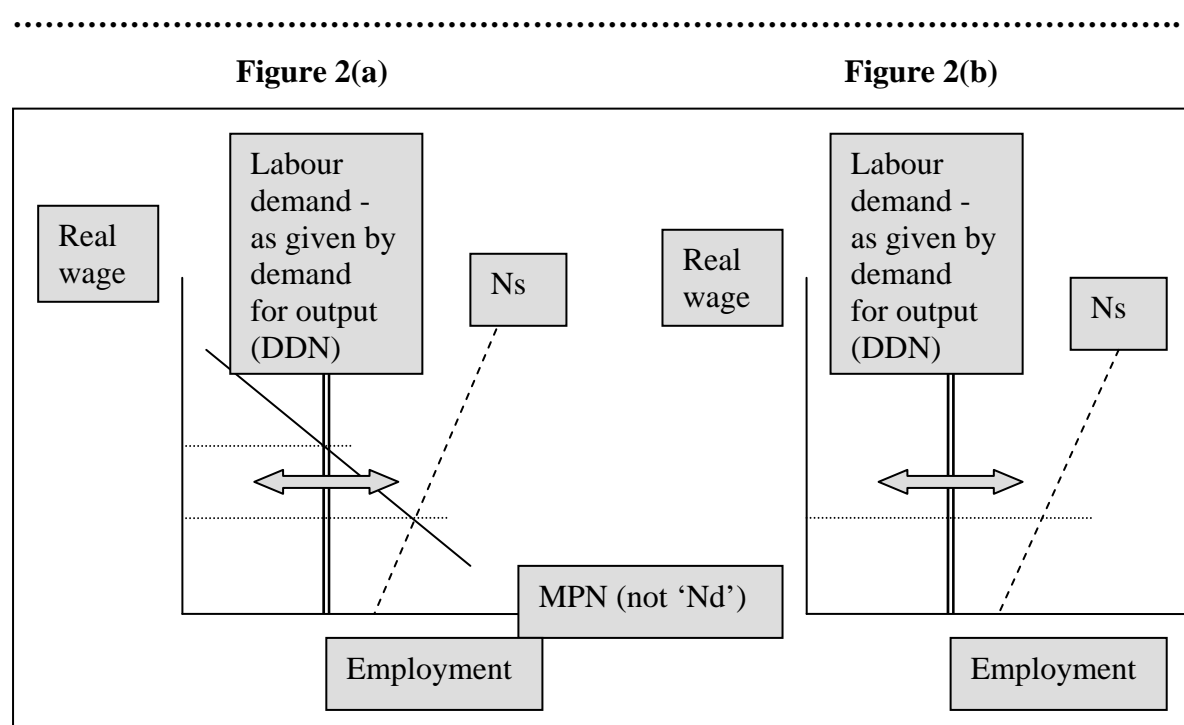 Figure 2(a)
Figure 2(b)
Real
wage
Labour
demand -
as given by
demand
for output
(DDN)
Ns
MPN (not ‘Nd’)
Employment
Real
wage
Labour
demand -
as given by
demand
for output
(DDN)
Ns
Employment